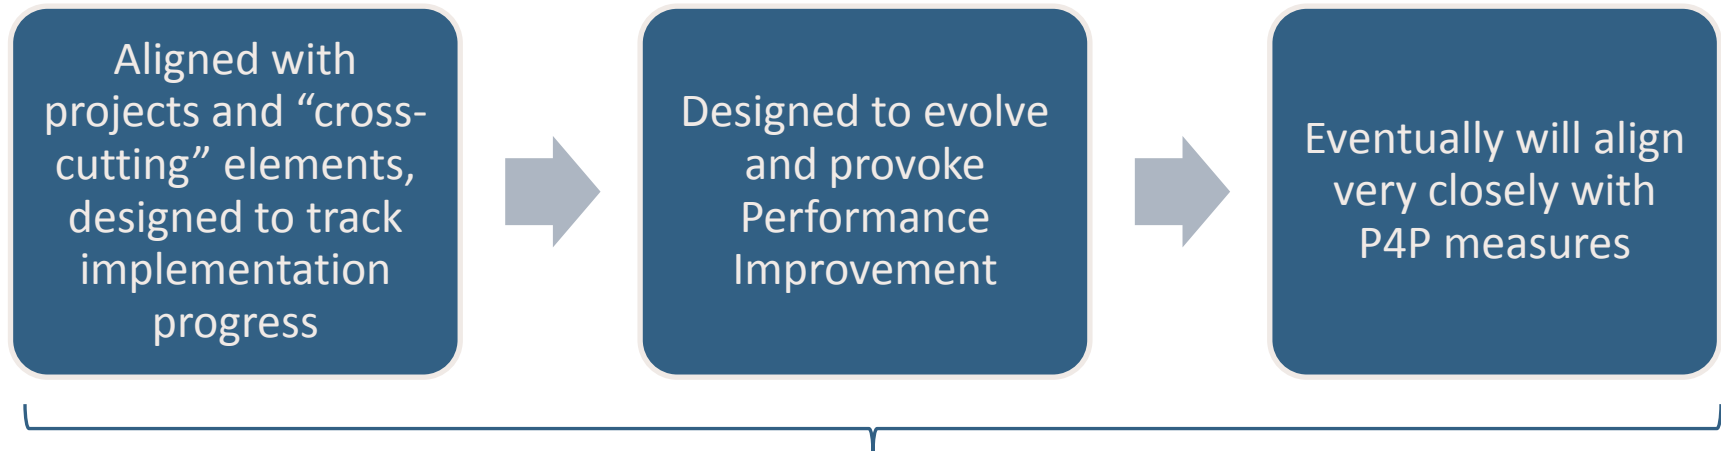 Aligned with
projects and “cross-
cutting” elements,
designed to track
implementation
progress
Designed to evolve
and provoke
Performance
Improvement
Eventually will align
very closely with
P4P measures